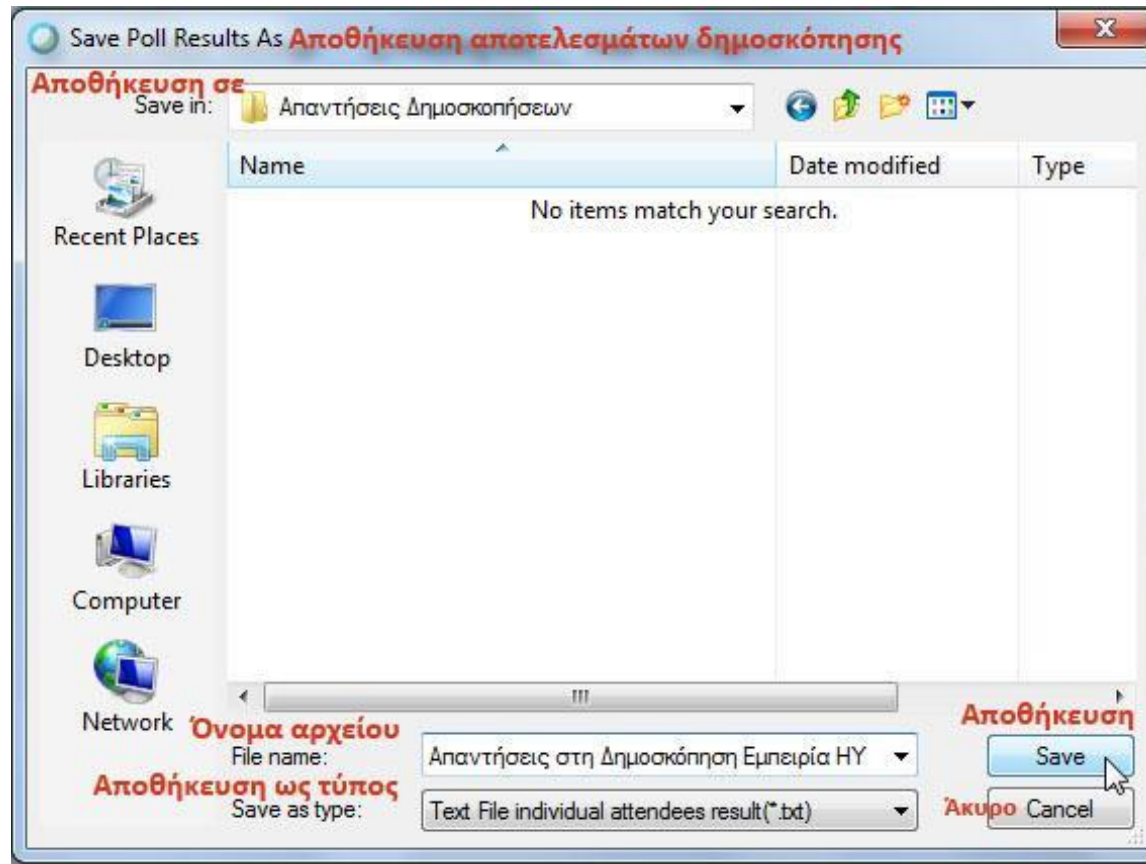 Save Poll Results As Αποθήκευση αποτελεσμάτων δημοσκόπησης
Αποθήκευση σε
Save in: Απαντήσεις Δημοσκοπήσεων
Name Date modified Type
No items match your search.
Recent Places
Desktop
Libraries
Computer
Network
Όνομα αρχείου
Αποθήκευση
File name: Απαντήσεις στη Δημοσκόπηση Εμπειρία ΗΥ Save
Αποθήκευση ως τύπος
Save as type: Text File individual attendees result(*.txt) Άκυρο Cancel